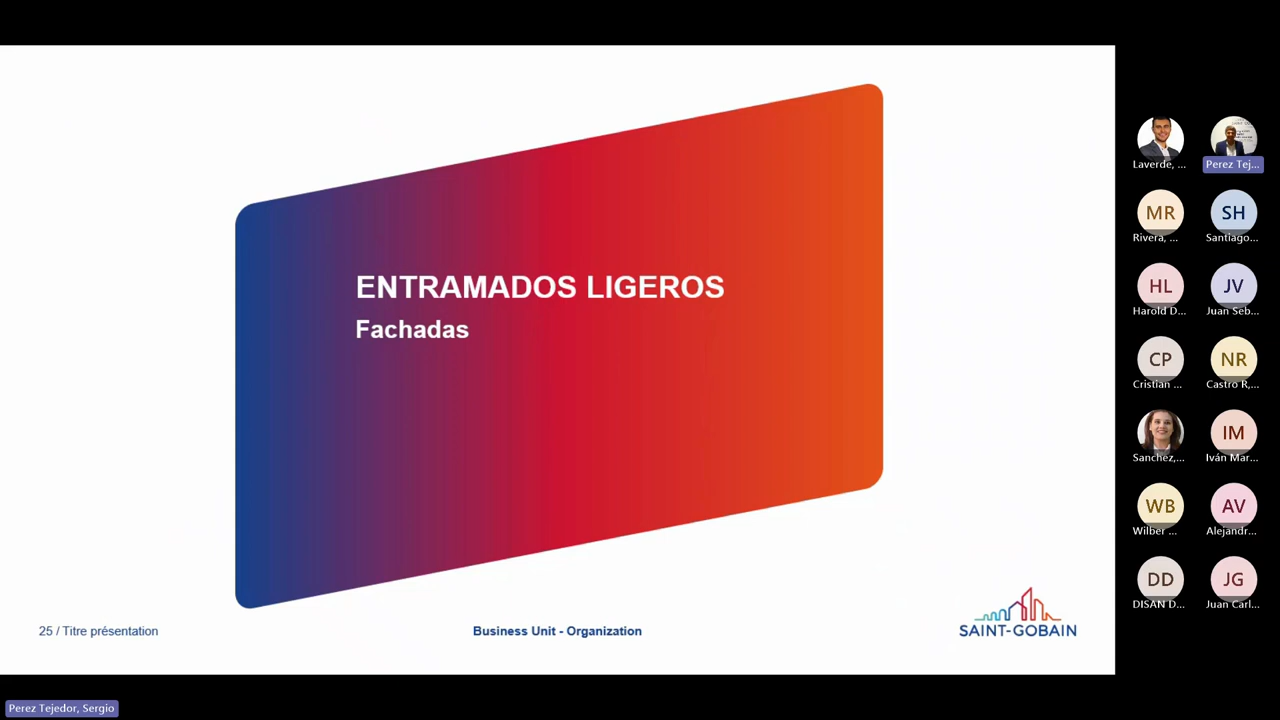 ENTRAMADOS LIGEROS
Fachadas
25 / Titre présentation
Business Unit - Organization
SAINT-GOBAIN
Laverde, ...
Perez Tej...
MR
Rivera, ...
SH
Santiago...
HL
Harold D...
JV
Juan Seb...
CP
Cristian ...
NR
Castro R,...
Sanchez,...
IM
Iván Mar...
WB
Wilber ...
AV
Alejandr...
DD
DISAN D...
JG
Juan Carl...
Perez Tejedor, Sergio